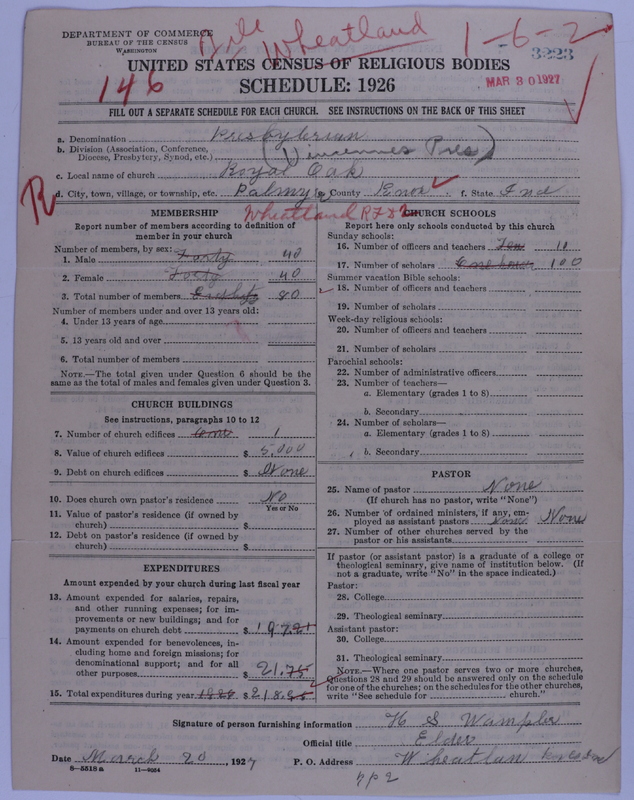 DEPARTMENT OF COMMERCE
BUREAU OF THE CENSUS
WASHINGTON
File Wheatland 1-6-2
3223
UNITED STATES CENSUS OF RELIGIOUS BODIES
MAR 30 1927
146
SCHEDULE: 1926
FILL OUT A SEPARATE SCHEDULE FOR EACH CHURCH. SEE INSTRUCTIONS ON THE BACK OF THIS SHEET
a. Denomination Presbyterian
b. Division (Association, Conference, Diocese, Presbytery, Synod, etc.) (Vincennes Pres)
c. Local name of church Royal Oak
R
d. City, town, village, or township, etc. Palmyra County Knox f. State Ind
Wheatland RFD 2
MEMBERSHIP
Report number of members according to definition of
member in your church
Number of members, by sex:
1. Male Forty 40
2. Female Forty 40
3. Total number of members Eighty 80
Number of members under and over 13 years old:
4. Under 13 years of age
5. 13 years old and over
6. Total number of members
NOTE.—The total given under Question 6 should be the
same as the total of males and females given under Question 3.
CHURCH BUILDINGS
See instructions, paragraphs 10 to 12
7. Number of church edifices One 1
8. Value of church edifices $ 5,000
9. Debt on church edifices $ None
10. Does church own pastor's residence No
Yes or No
11. Value of pastor's residence (if owned by
church) $
12. Debt on pastor's residence (if owned by
church) $
EXPENDITURES
Amount expended by your church during last fiscal year
13. Amount expended for salaries, repairs,
and other running expenses; for im-
provements or new buildings; and for
payments on church debt $ 197.21
14. Amount expended for benevolences, in-
cluding home and foreign missions; for
denominational support; and for all
other purposes $ 21.75
15. Total expenditures during year $ 218.
CHURCH SCHOOLS
Report here only schools conducted by this church
Sunday schools:
16. Number of officers and teachers Ten 10
17. Number of scholars 100
Summer vacation Bible schools:
18. Number of officers and teachers
19. Number of scholars
Week-day religious schools:
20. Number of officers and teachers
21. Number of scholars
Parochial schools:
22. Number of administrative officers
23. Number of teachers—
a. Elementary (grades 1 to 8)
b. Secondary
24. Number of scholars—
a. Elementary (grades 1 to 8)
b. Secondary
PASTOR
25. Name of pastor None
(If church has no pastor, write "None")
26. Number of ordained ministers, if any, em-
ployed as assistant pastors None None
27. Number of other churches served by the
pastor or his assistants
If pastor (or assistant pastor) is a graduate of a college or
theological seminary, give name of institution below. (If
not a graduate, write "No" in the space indicated.)
Pastor:
28. College
29. Theological seminary
Assistant pastor:
30. College
31. Theological seminary
NOTE.—Where one pastor serves two or more churches,
Questions 28 and 29 should be answered only on the schedule
for one of the churches; on the schedules for the other churches,
write "See schedule for church."
Signature of person furnishing information H S Wampler
Official title Elder
Date March 20, 1927 P. O. Address Wheatlan
8—5518a 11—8024